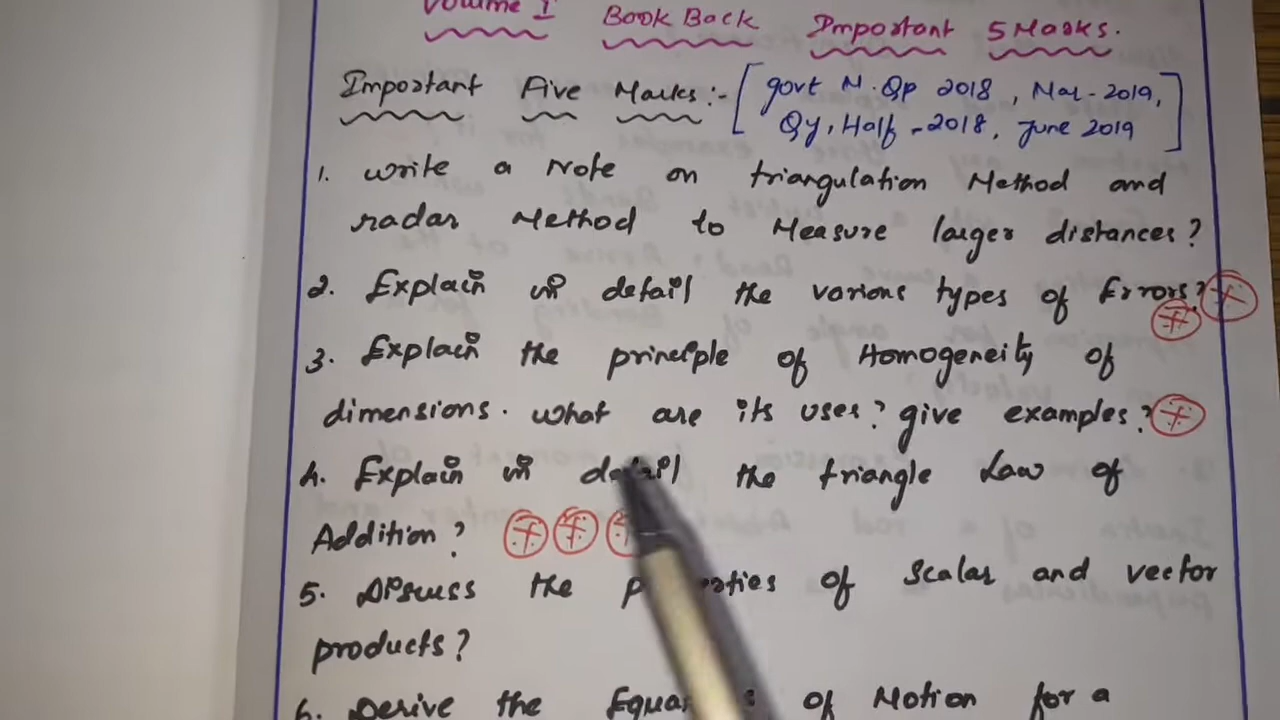 Volume I Book Back Important 5 Marks.
Important Five Marks:- [govt M.Qp 2018, Mar-2019,
Qy, Half-2018, June 2019]
1. Write a Note on triangulation Method and
radar Method to Measure larger distances?
2. Explain in detail the various types of Errors?
3. Explain the principle of Homogeneity of
dimensions. What are its uses? give examples?
4. Explain in detail the triangle Law of
Addition?
5. Discuss the properties of Scalar and vector
products?
6. Derive the of Motion for a